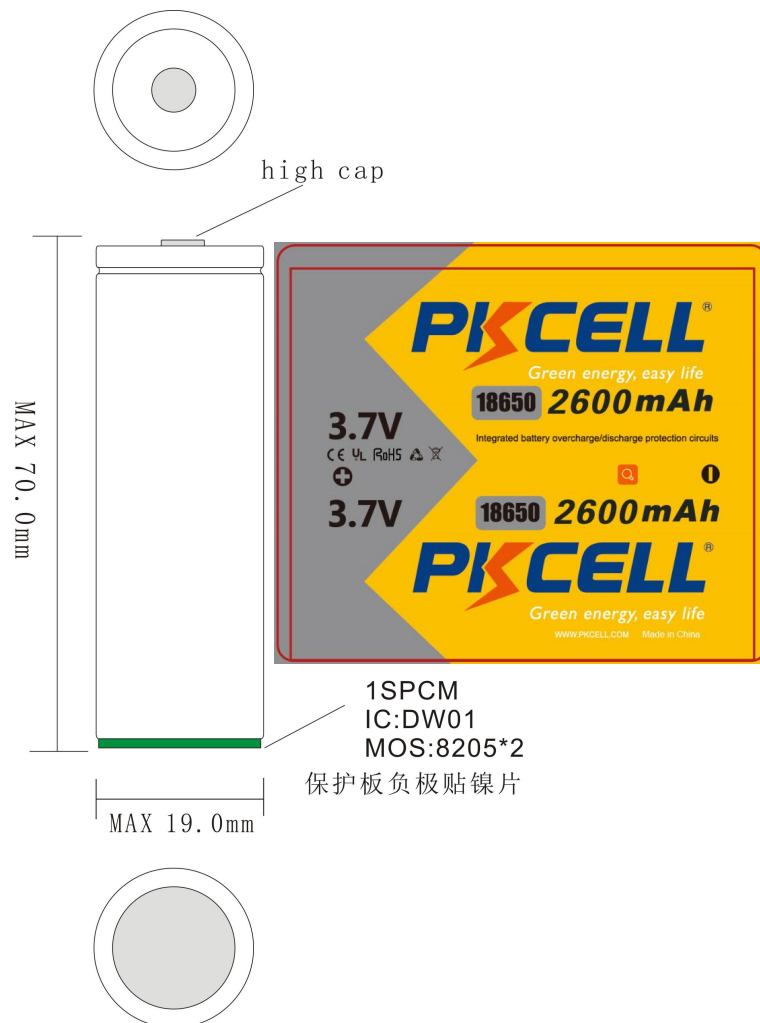 high cap
MAX 70.0mm
PKCELL®
Green energy, easy life
18650 2600mAh
3.7V
Integrated battery overcharge/discharge protection circuits
CE UL RoHS
3.7V
18650 2600mAh
PKCELL®
Green energy, easy life
WWW.PKCELL.COM Made in China
1SPCM
IC:DW01
MOS:8205*2
保护板负极贴镍片
MAX 19.0mm